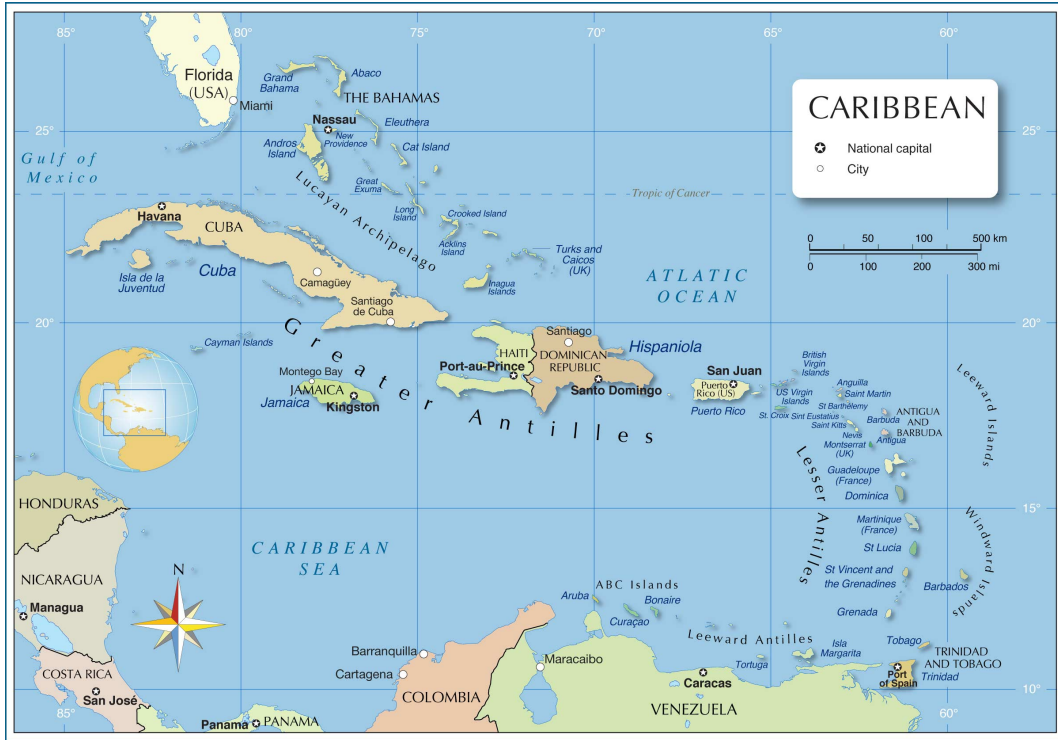 85°
80°
75°
70°
65°
60°
Florida
(USA)
Miami
Grand
Bahama
Abaco
THE BAHAMAS
CARIBBEAN
National capital
City
25°
Nassau
New
Providence
Eleuthera
25°
Andros
Island
Cat Island
Gulf of
Mexico
Great
Exuma
Lucayan Archipelago
Tropic of Cancer
Long
Island
Crooked Island
Acklins
Island
Havana
CUBA
Cuba
Isla de la
Juventud
Camagüey
Santiago
de Cuba
Turks and
Caicos
(UK)
Inagua
Islands
ATLATIC
OCEAN
0 50 100 500 km
0 100 200 300 mi
20°
20°
Cayman Islands
Greater Antilles
Montego Bay
JAMAICA
Jamaica
Kingston
HAITI
Port-au-Prince
Santiago
DOMINICAN
REPUBLIC
Santo Domingo
Hispaniola
San Juan
Puerto
Rico (US)
Puerto Rico
British
Virgin
Islands
US Virgin
Islands
St. Croix
Anguilla
Saint Martin
St Barthélemy
Sint Eustatius
Saint Kitts
Nevis
Barbuda
ANTIGUA
AND
BARBUDA
Antigua
Montserrat
(UK)
Leeward Islands
Guadeloupe
(France)
Dominica
Lesser Antilles
HONDURAS
15°
15°
Martinique
(France)
St Lucia
Windward Islands
CARIBBEAN
SEA
St Vincent and
the Grenadines
Barbados
Grenada
NICARAGUA
Managua
N
ABC Islands
Aruba
Curaçao
Bonaire
Leeward Antilles
Tortuga
Isla
Margarita
Tobago
TRINIDAD
AND TOBAGO
Port
of Spain
Trinidad
COSTA RICA
San José
Barranquilla
Cartagena
Maracaibo
Caracas
10°
10°
COLOMBIA
VENEZUELA
Panama
PANAMA
85°
60°